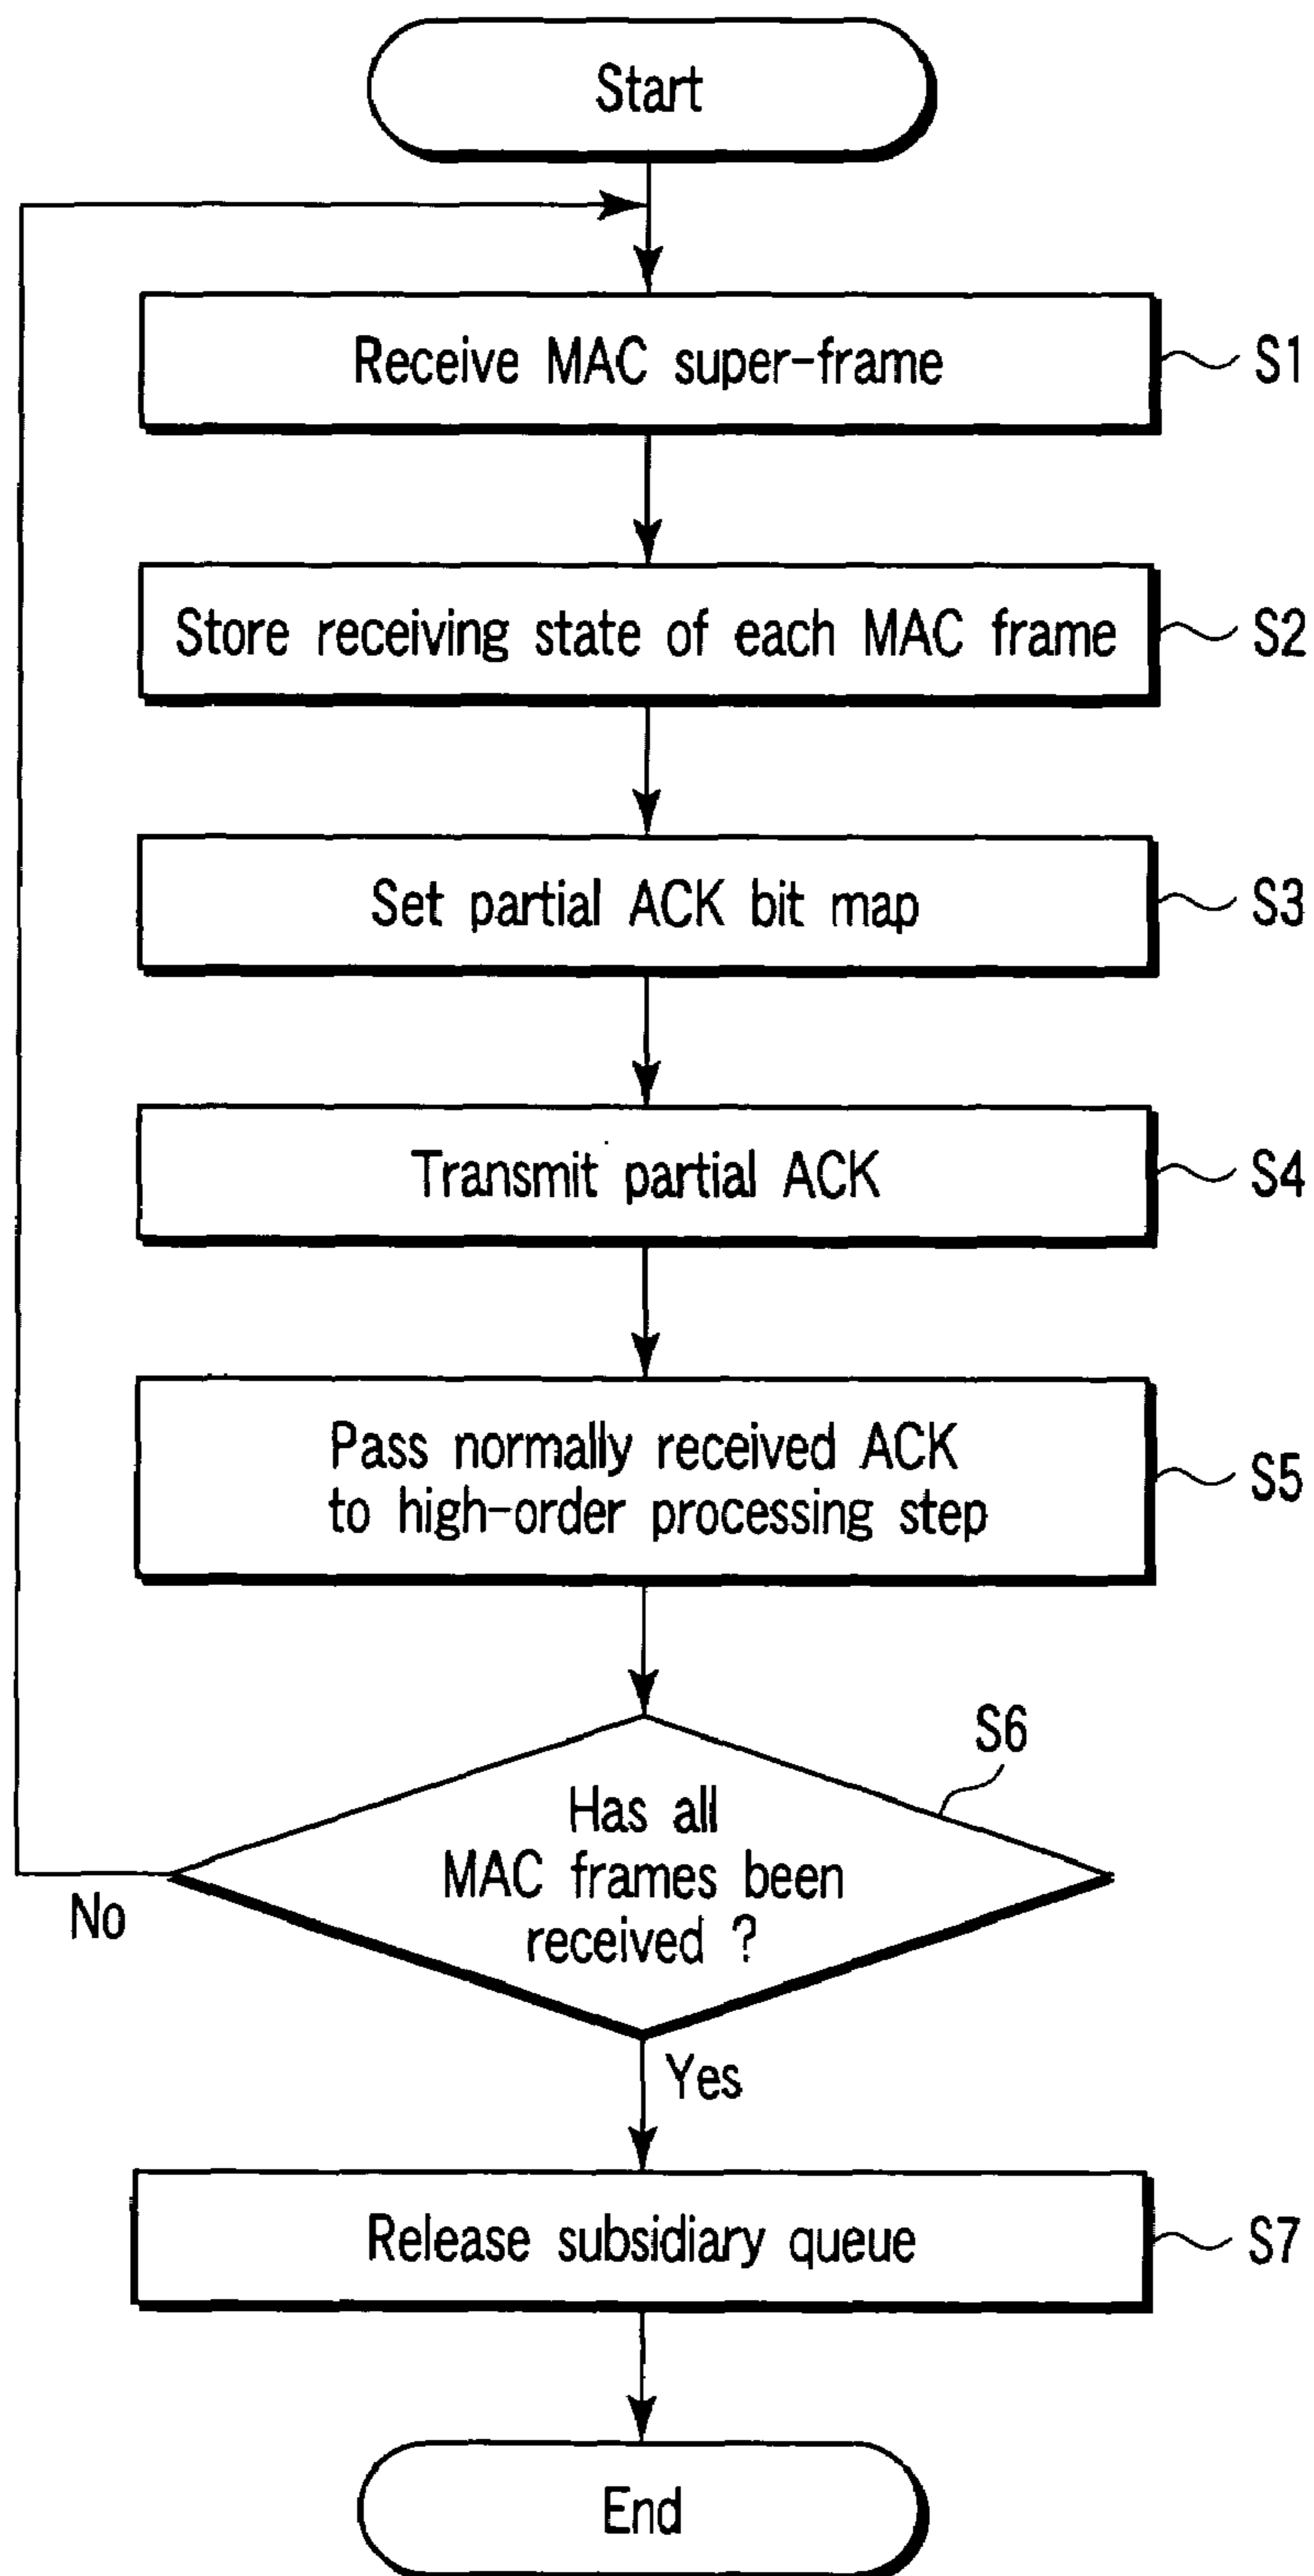 Start
Receive MAC super-frame
S1
Store receiving state of each MAC frame
S2
Set partial ACK bit map
S3
Transmit partial ACK
S4
Pass normally received ACK
to high-order processing step
S5
S6
Has all
MAC frames been
received ?
No
Yes
Release subsidiary queue
S7
End